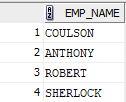 EMP_NAME
1 COULSON
2 ANTHONY
3 ROBERT
4 SHERLOCK